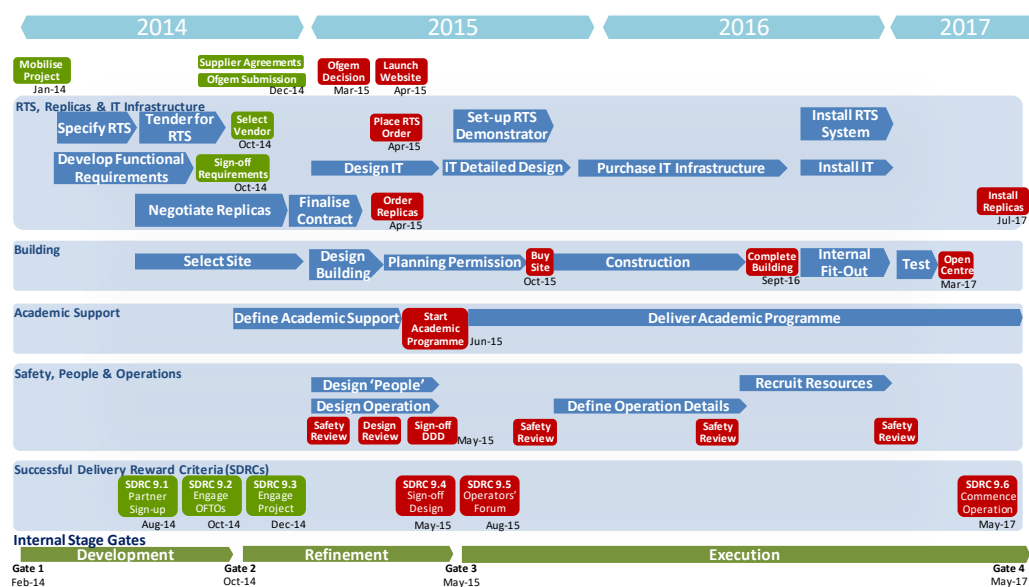 2014
2015
2016
2017
Mobilise
Project
Jan-14
Supplier Agreements
Ofgem Submission
Dec-14
Ofgem
Decision
Mar-15
Launch
Website
Apr-15
RTS, Replicas & IT Infrastructure
Specify RTS
Tender for
RTS
Select
Vendor
Oct-14
Place RTS
Order
Apr-15
Set-up RTS
Demonstrator
Install RTS
System
Develop Functional
Requirements
Sign-off
Requirements
Oct-14
Design IT
IT Detailed Design
Purchase IT Infrastructure
Install IT
Negotiate Replicas
Finalise
Contract
Order
Replicas
Apr-15
Install
Replicas
Jul-17
Building
Select Site
Design
Building
Planning Permission
Buy
Site
Oct-15
Construction
Complete
Building
Sept-16
Internal
Fit-Out
Test
Open
Centre
Mar-17
Academic Support
Define Academic Support
Start
Academic
Programme
Jun-15
Deliver Academic Programme
Safety, People & Operations
Design ‘People’
Recruit Resources
Design Operation
Define Operation Details
Safety
Review
Design
Review
Sign-off
DDD
May-15
Safety
Review
Safety
Review
Safety
Review
Successful Delivery Reward Criteria (SDRCs)
SDRC 9.1
Partner
Sign-up
Aug-14
SDRC 9.2
Engage
OFTOs
Oct-14
SDRC 9.3
Engage
Project
Dec-14
SDRC 9.4
Sign-off
Design
May-15
SDRC 9.5
Operators’
Forum
Aug-15
SDRC 9.6
Commence
Operation
May-17
Internal Stage Gates
Development
Refinement
Execution
Gate 1
Feb-14
Gate 2
Oct-14
Gate 3
May-15
Gate 4
May-17